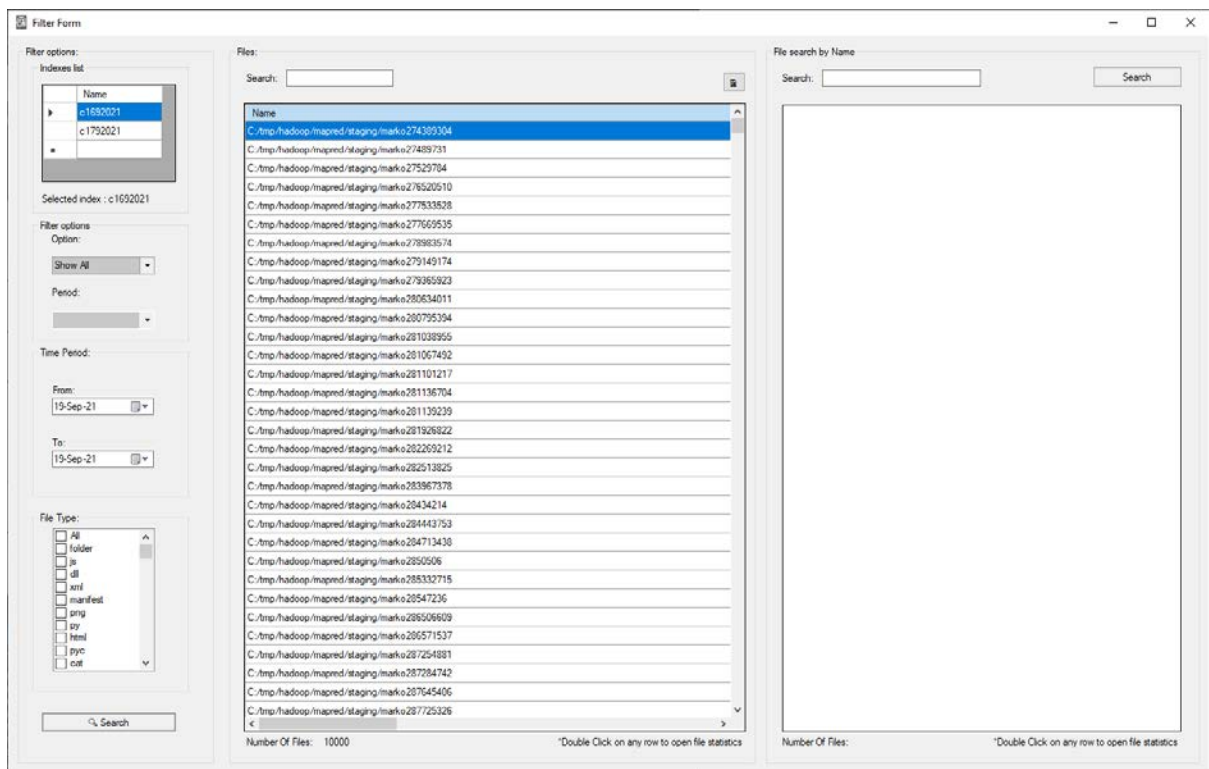 Filter Form
Filter options:
Indexes list
Name
c1692021
c1792021
Selected index : c1692021
Filter options
Option:
Show All
Period:
Time Period:
From:
19-Sep-21
To:
19-Sep-21
File Type:
All
folder
js
dll
xml
manifest
png
py
html
pyc
cat
Search
Files:
Search:
Name
C:/tmp/hadoop/mapred/staging/marko274389304
C:/tmp/hadoop/mapred/staging/marko27489731
C:/tmp/hadoop/mapred/staging/marko27529784
C:/tmp/hadoop/mapred/staging/marko276520510
C:/tmp/hadoop/mapred/staging/marko277533528
C:/tmp/hadoop/mapred/staging/marko277669535
C:/tmp/hadoop/mapred/staging/marko278983574
C:/tmp/hadoop/mapred/staging/marko279149174
C:/tmp/hadoop/mapred/staging/marko279365923
C:/tmp/hadoop/mapred/staging/marko280634011
C:/tmp/hadoop/mapred/staging/marko280795394
C:/tmp/hadoop/mapred/staging/marko281038955
C:/tmp/hadoop/mapred/staging/marko281067492
C:/tmp/hadoop/mapred/staging/marko281101217
C:/tmp/hadoop/mapred/staging/marko281136704
C:/tmp/hadoop/mapred/staging/marko281139239
C:/tmp/hadoop/mapred/staging/marko281926822
C:/tmp/hadoop/mapred/staging/marko282269212
C:/tmp/hadoop/mapred/staging/marko282513825
C:/tmp/hadoop/mapred/staging/marko283967378
C:/tmp/hadoop/mapred/staging/marko28434214
C:/tmp/hadoop/mapred/staging/marko284443753
C:/tmp/hadoop/mapred/staging/marko284713438
C:/tmp/hadoop/mapred/staging/marko2850506
C:/tmp/hadoop/mapred/staging/marko285332715
C:/tmp/hadoop/mapred/staging/marko28547236
C:/tmp/hadoop/mapred/staging/marko286506609
C:/tmp/hadoop/mapred/staging/marko286571537
C:/tmp/hadoop/mapred/staging/marko287254881
C:/tmp/hadoop/mapred/staging/marko287284742
C:/tmp/hadoop/mapred/staging/marko287645406
C:/tmp/hadoop/mapred/staging/marko287725326
Number Of Files: 10000
*Double Click on any row to open file statistics
File search by Name
Search:
Search
Number Of Files:
*Double Click on any row to open file statistics